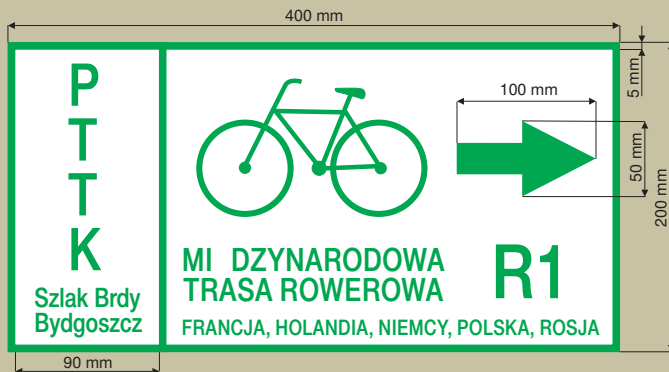 400 mm
P
T
T
K
Szlak Brdy
Bydgoszcz
90 mm
MI DZYNARODOWA
TRASA ROWEROWA
R1
FRANCJA, HOLANDIA, NIEMCY, POLSKA, ROSJA
100 mm
50 mm
5 mm
200 mm